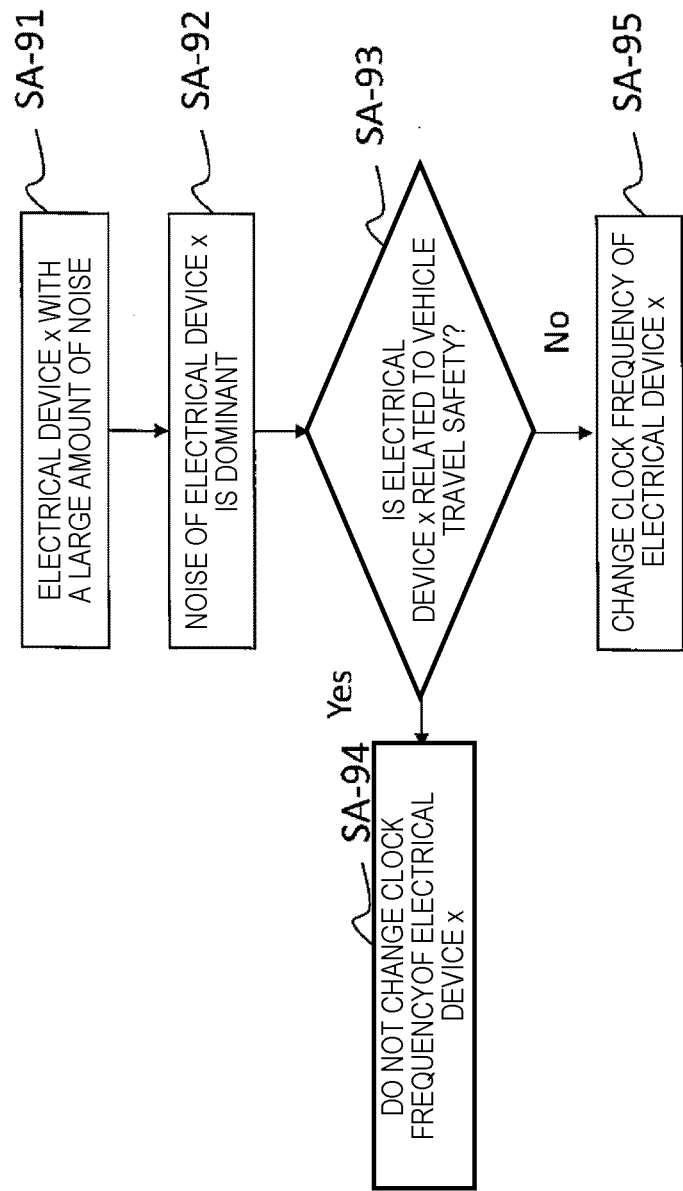 SA-91
ELECTRICAL DEVICE x WITH
A LARGE AMOUNT OF NOISE
SA-92
NOISE OF ELECTRICAL DEVICE x
IS DOMINANT
SA-93
IS ELECTRICAL
DEVICE x RELATED TO VEHICLE
TRAVEL SAFETY?
Yes
SA-94
DO NOT CHANGE CLOCK
FREQUENCYOF ELECTRICAL
DEVICE x
No
SA-95
CHANGE CLOCK FREQUENCY OF
ELECTRICAL DEVICE x